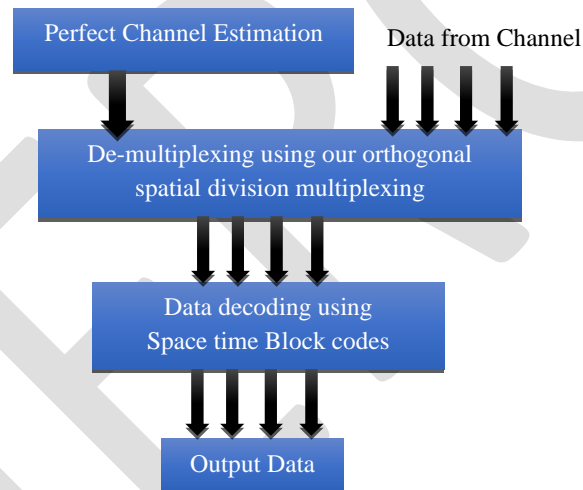 Perfect Channel Estimation
Data from Channel
De-multiplexing using our orthogonal
spatial division multiplexing
Data decoding using
Space time Block codes
Output Data